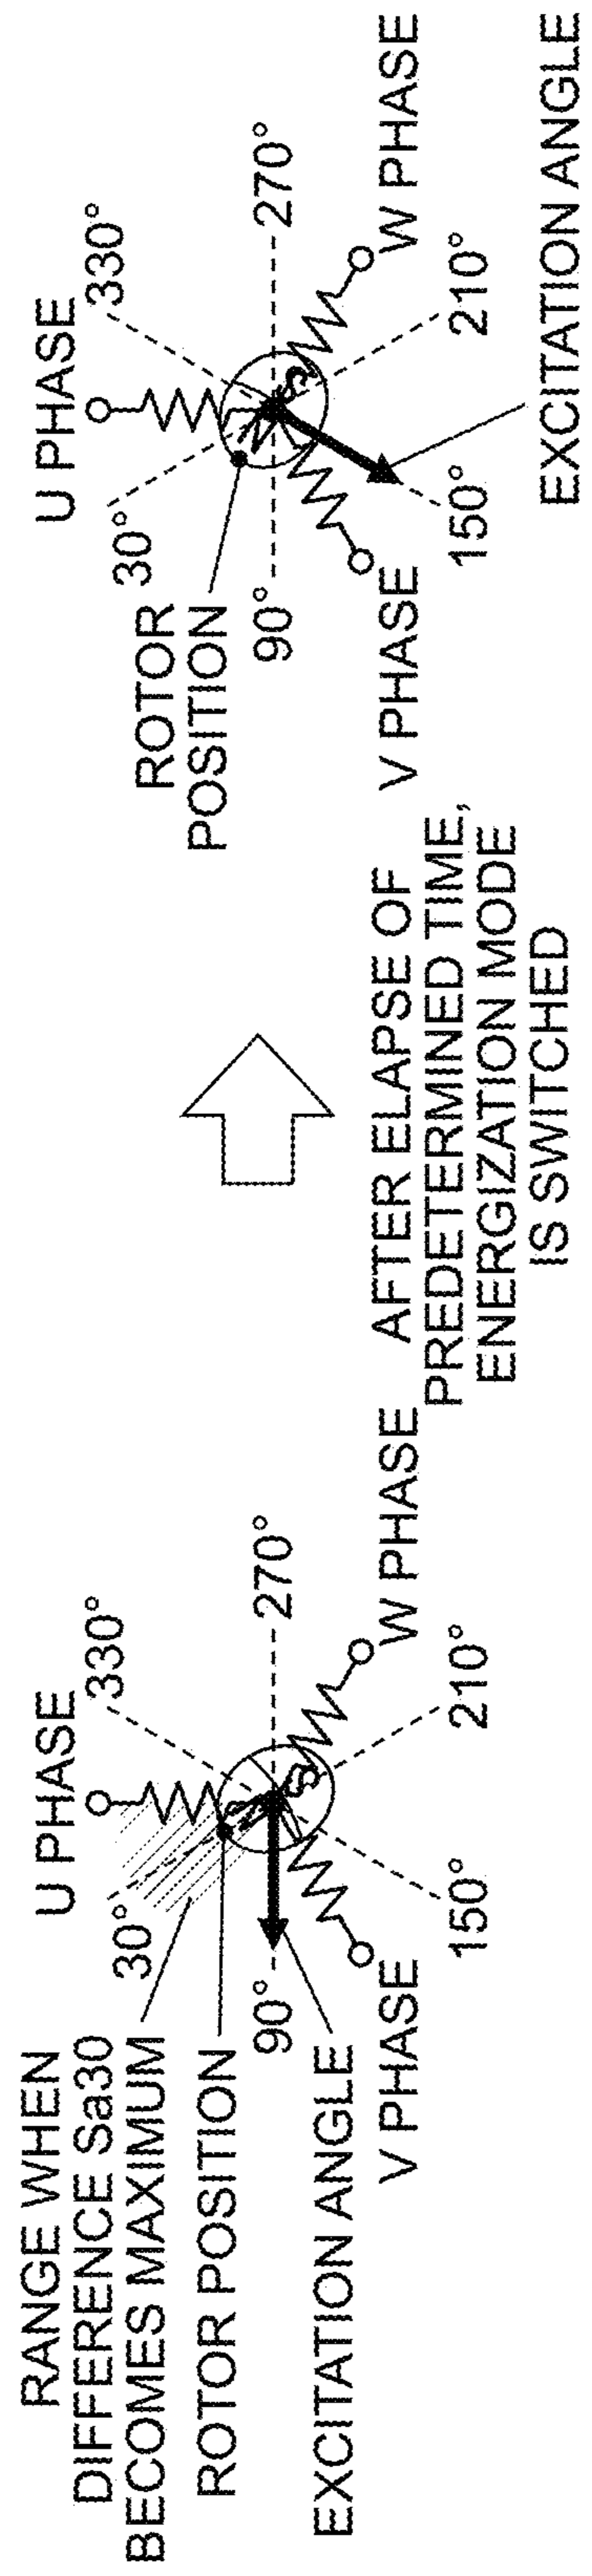 RANGE WHEN
DIFFERENCE Sa30
BECOMES MAXIMUM
ROTOR POSITION
EXCITATION ANGLE
U PHASE
30°
330°
90°
270°
150°
210°
V PHASE
W PHASE
S
AFTER ELAPSE OF
PREDETERMINED TIME,
ENERGIZATION MODE
IS SWITCHED
ROTOR
POSITION
U PHASE
30°
330°
90°
270°
150°
210°
V PHASE
W PHASE
N
S
EXCITATION ANGLE